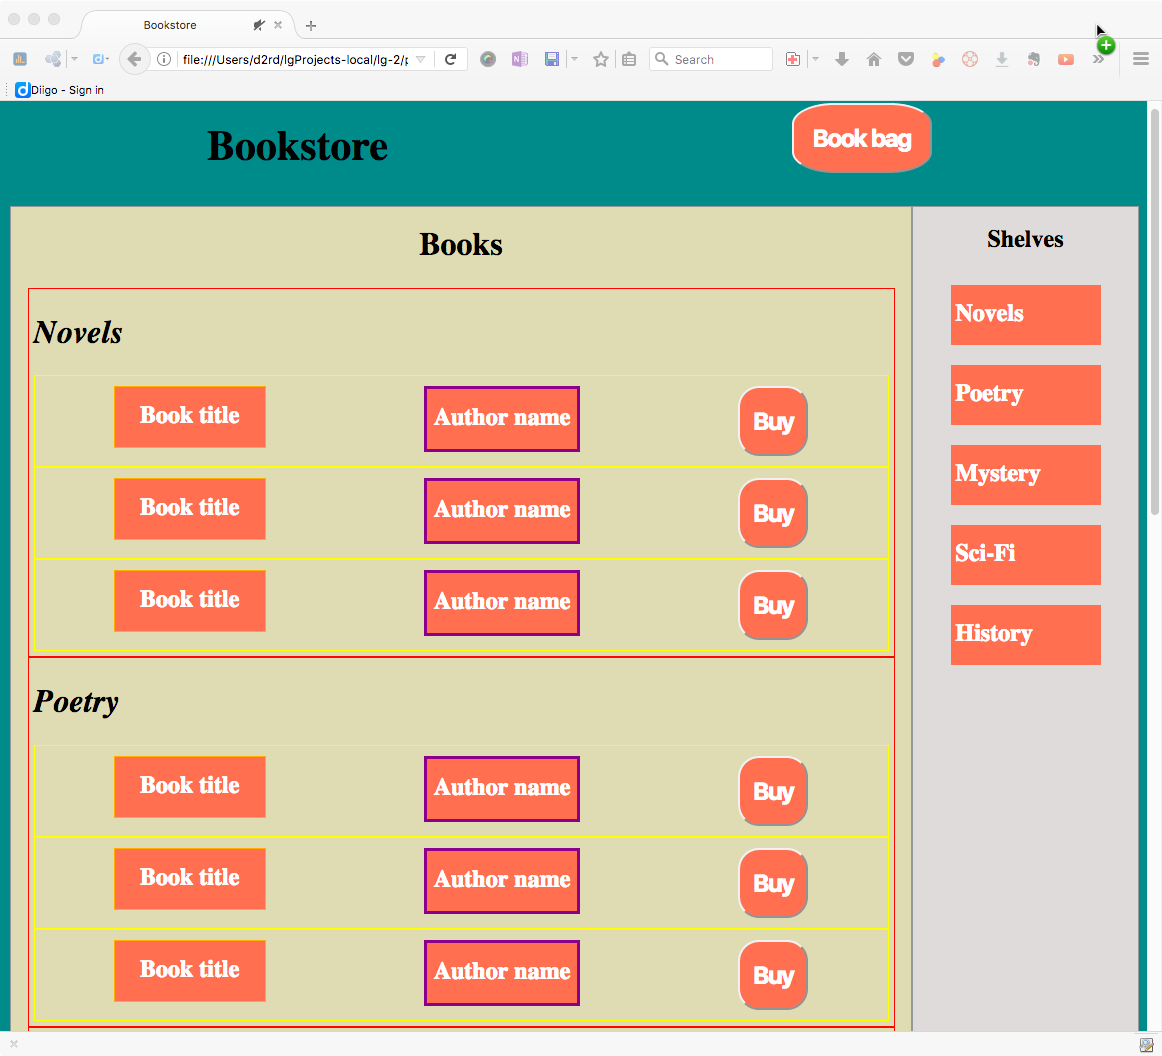 Bookstore
file:///Users/d2rd/lgProjects-local/lg-2/p
Search
Diigo - Sign in
Bookstore
Book bag
Books
Shelves
Novels
Book title Author name Buy
Book title Author name Buy
Book title Author name Buy
Poetry
Book title Author name Buy
Book title Author name Buy
Book title Author name Buy
Novels
Poetry
Mystery
Sci-Fi
History